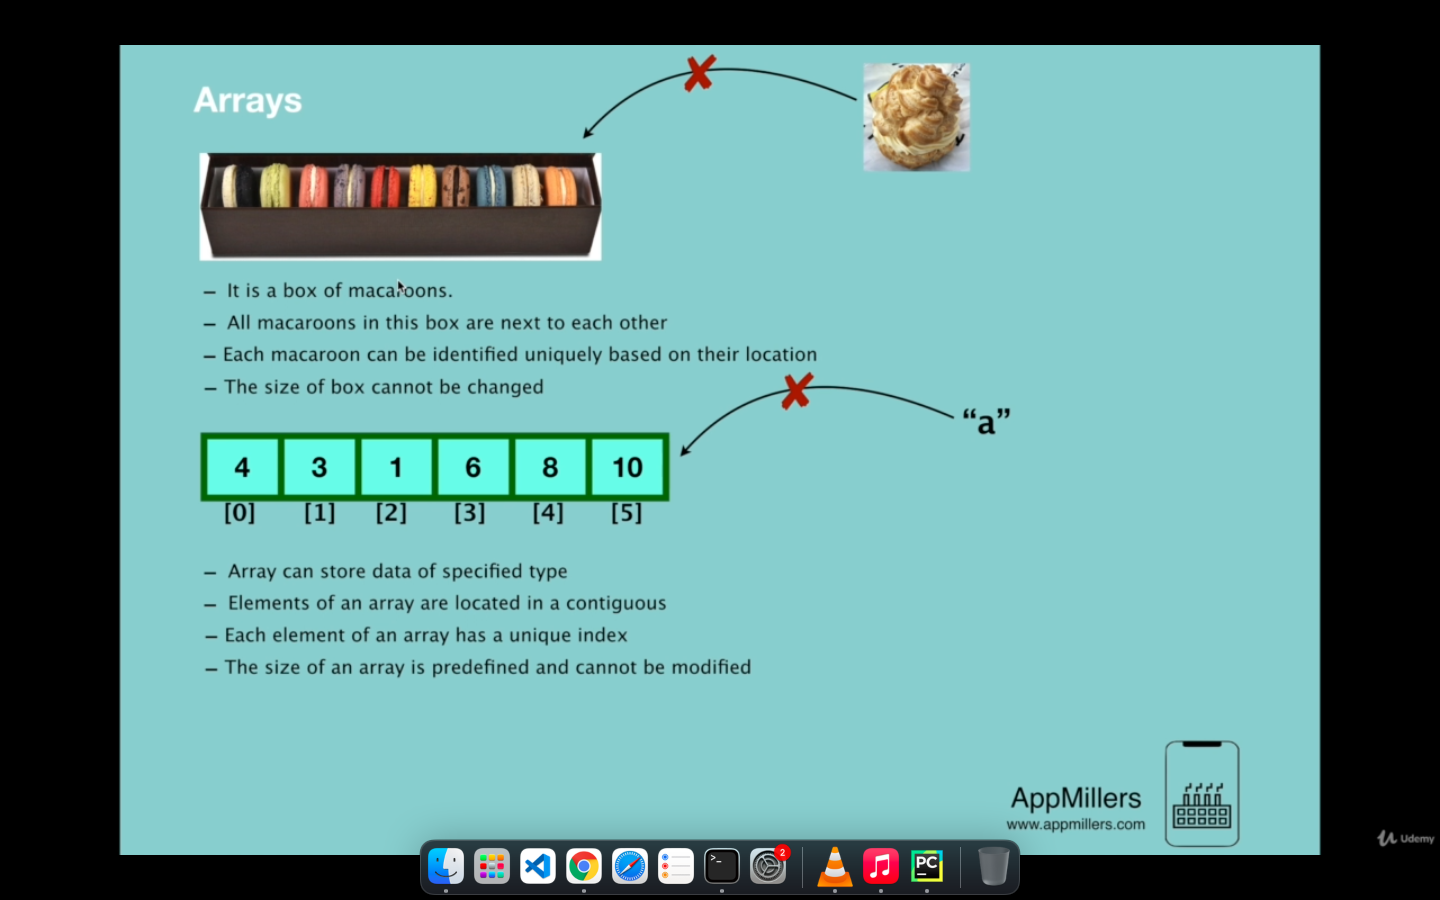 Arrays
– It is a box of macaroons.
– All macaroons in this box are next to each other
– Each macaroon can be identified uniquely based on their location
– The size of box cannot be changed
“a”
4 3 1 6 8 10
[0] [1] [2] [3] [4] [5]
– Array can store data of specified type
– Elements of an array are located in a contiguous
– Each element of an array has a unique index
– The size of an array is predefined and cannot be modified
AppMillers
www.appmillers.com
Udemy
>_
2
PC